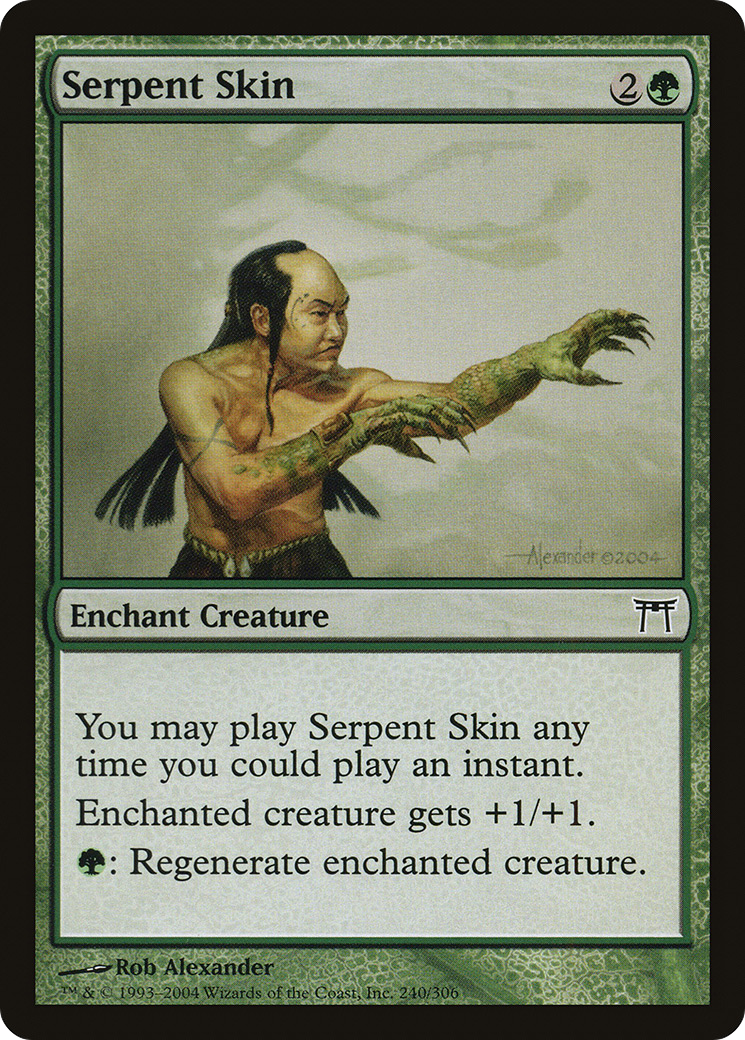 Serpent Skin 2
Alexander ©2004
Enchant Creature
You may play Serpent Skin any
time you could play an instant.
Enchanted creature gets +1/+1.
: Regenerate enchanted creature.
Rob Alexander
™ & © 1993–2004 Wizards of the Coast, Inc. 240/306